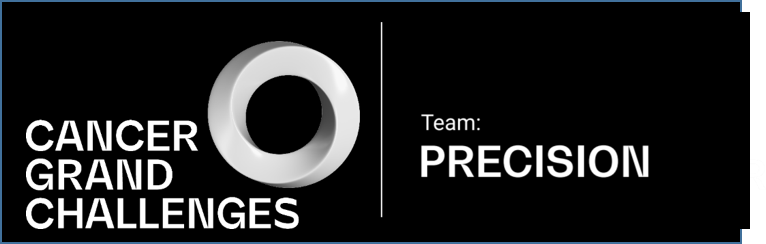 CANCER
GRAND
CHALLENGES
Team:
PRECISION